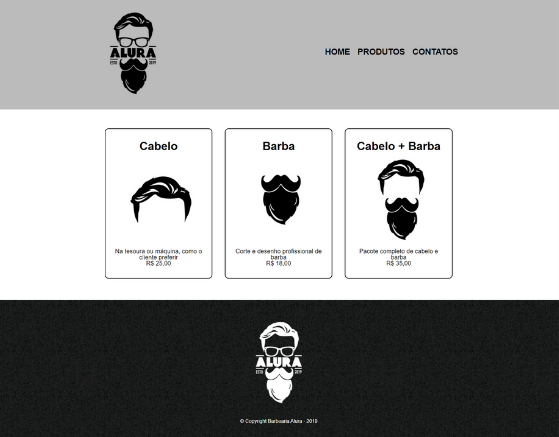 ALURA
ESTD 2019
HOME PRODUTOS CONTATOS
Cabelo
Na tesoura ou máquina, como o
cliente preferir
R$ 25,00
Barba
Corte e desenho profissional de
barba
R$ 18,00
Cabelo + Barba
Pacote completo de cabelo e
barba
R$ 35,00
ALURA
ESTD 2019
© Copyright Barbearia Alura - 2019